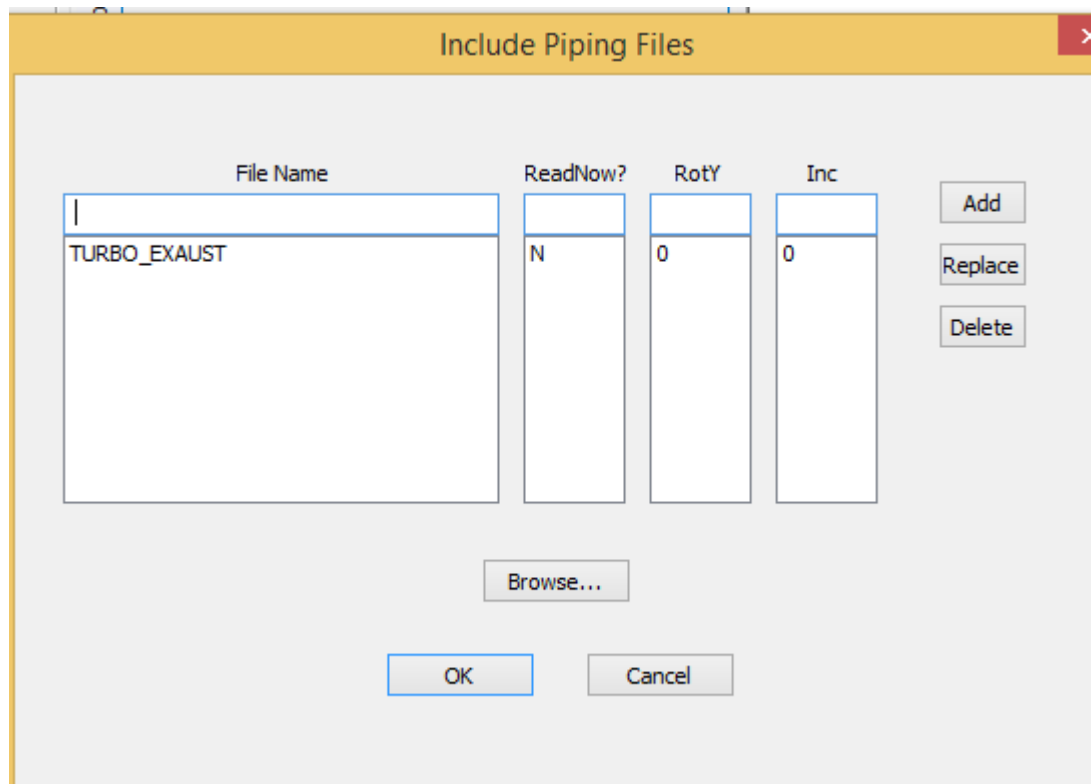 Include Piping Files
File Name ReadNow? RotY Inc
Add
TURBO_EXAUST N 0 0
Replace
Delete
Browse...
OK Cancel